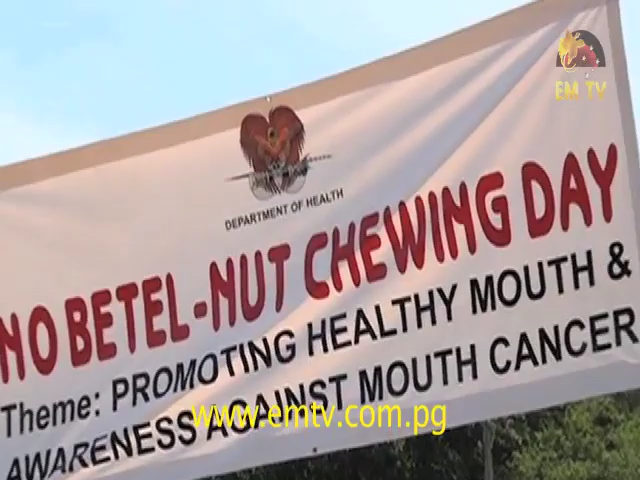 EM TV
DEPARTMENT OF HEALTH
NO BETEL-NUT CHEWING DAY
Theme: PROMOTING HEALTHY MOUTH &
AWARENESS AGAINST MOUTH CANCER
www.emtv.com.pg